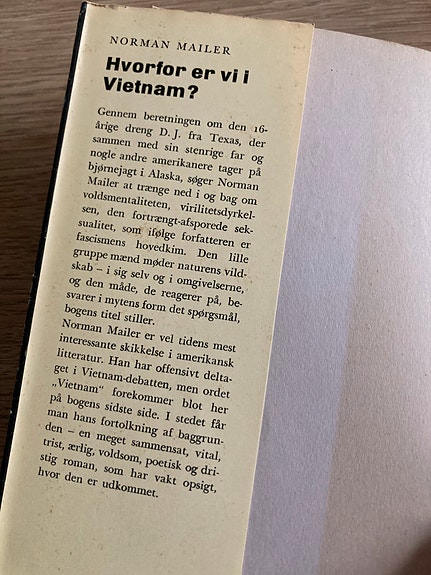 NORMAN MAILER
Hvorfor er vi i
Vietnam?
Gennem beretningen om den 16-
årige dreng D. J. fra Texas, der
sammen med sin stenrige far og
nogle andre amerikanere tager på
bjørnejagt i Alaska, søger Norman
Mailer at trænge ned i og bag om
voldsmentaliteten, virilitetsdyrkel-
sen, den fortrængt-afsporede sek-
sualitet, som ifølge forfatteren er
fascismens hovedkim. Den lille
gruppe mænd møder naturens vild-
skab – i sig selv og i omgivelserne,
og den måde, de reagerer på, be-
svarer i mytens form det spørgsmål,
bogens titel stiller.
Norman Mailer er vel tidens mest
interessante skikkelse i amerikansk
litteratur. Han har offensivt delta-
get i Vietnam-debatten, men ordet
„Vietnam“ forekommer blot her
på bogens sidste side. I stedet får
man hans fortolkning af baggrun-
den – en meget sammensat, vital,
trist, ærlig, voldsom, poetisk og dri-
stig roman, som har vakt opsigt,
hvor den er udkommet.